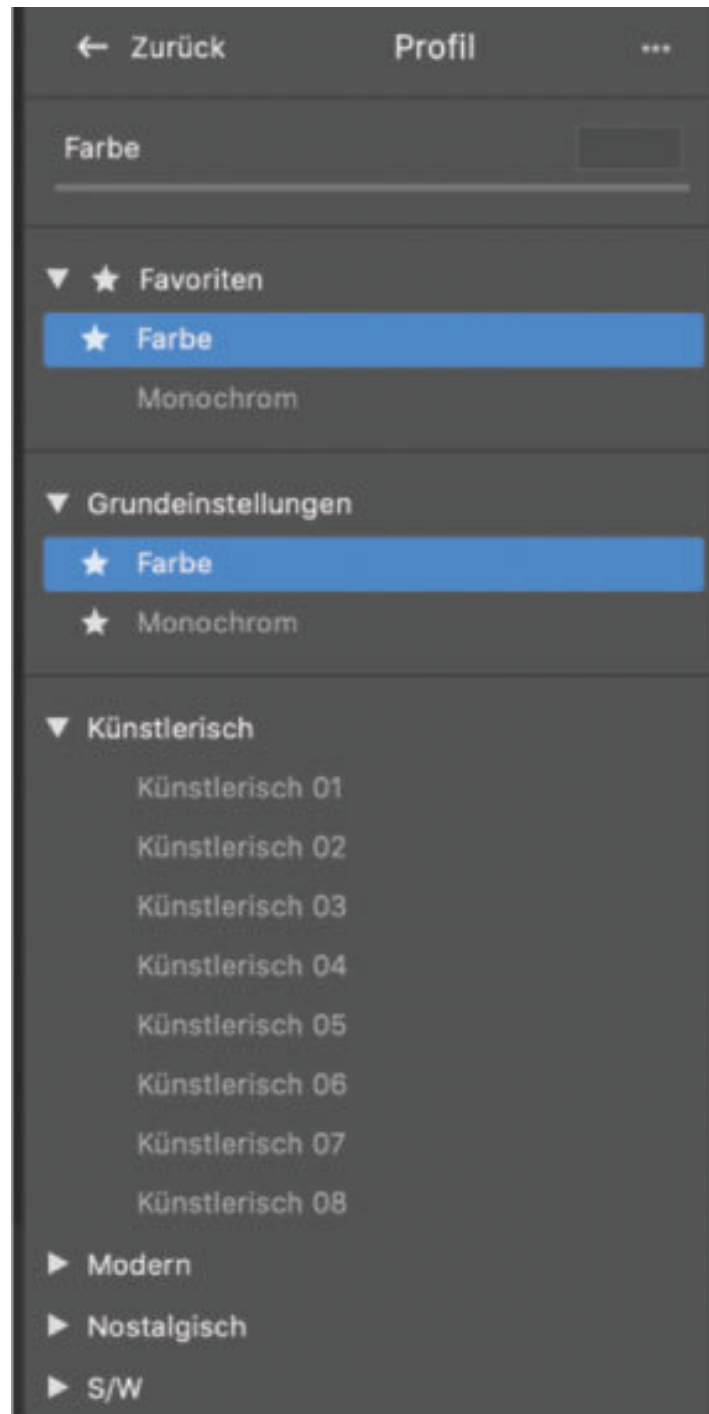 ← Zurück Profil ...
Farbe
▼ ★ Favoriten
★ Farbe
Monochrom
▼ Grundeinstellungen
★ Farbe
★ Monochrom
▼ Künstlerisch
Künstlerisch 01
Künstlerisch 02
Künstlerisch 03
Künstlerisch 04
Künstlerisch 05
Künstlerisch 06
Künstlerisch 07
Künstlerisch 08
▶ Modern
▶ Nostalgisch
▶ S/W